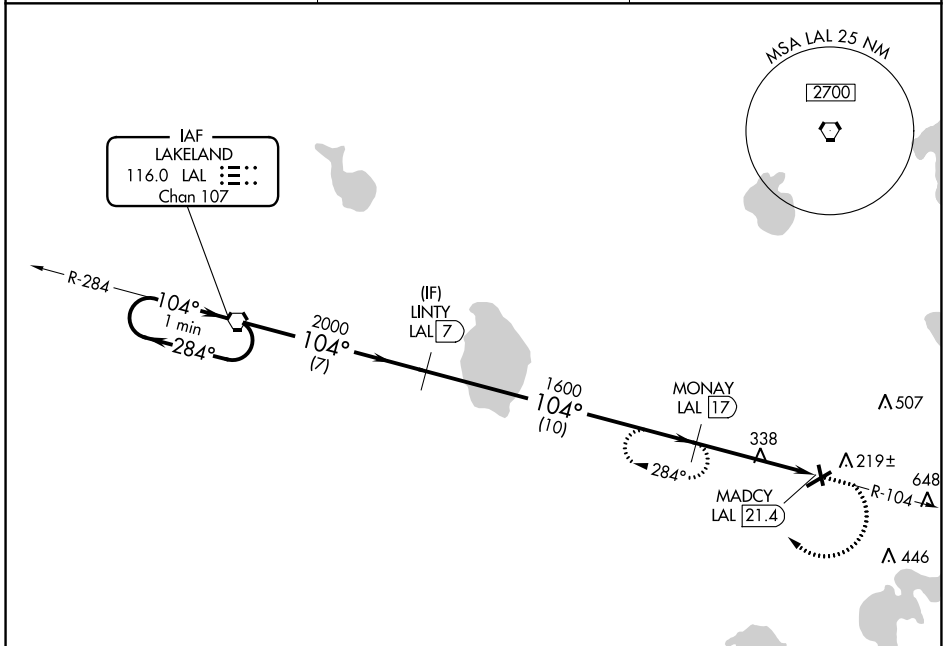 MSA LAL 25 NM
2700
IAF
LAKELAND
116.0 LAL
Chan 107
R-284
104°
1 min
284°
2000
104°
(7)
(IF)
LINTY
LAL 7
1600
104°
(10)
MONAY
LAL 17
284°
338
507
219±
648
R-104
MADCY
LAL 21.4
446